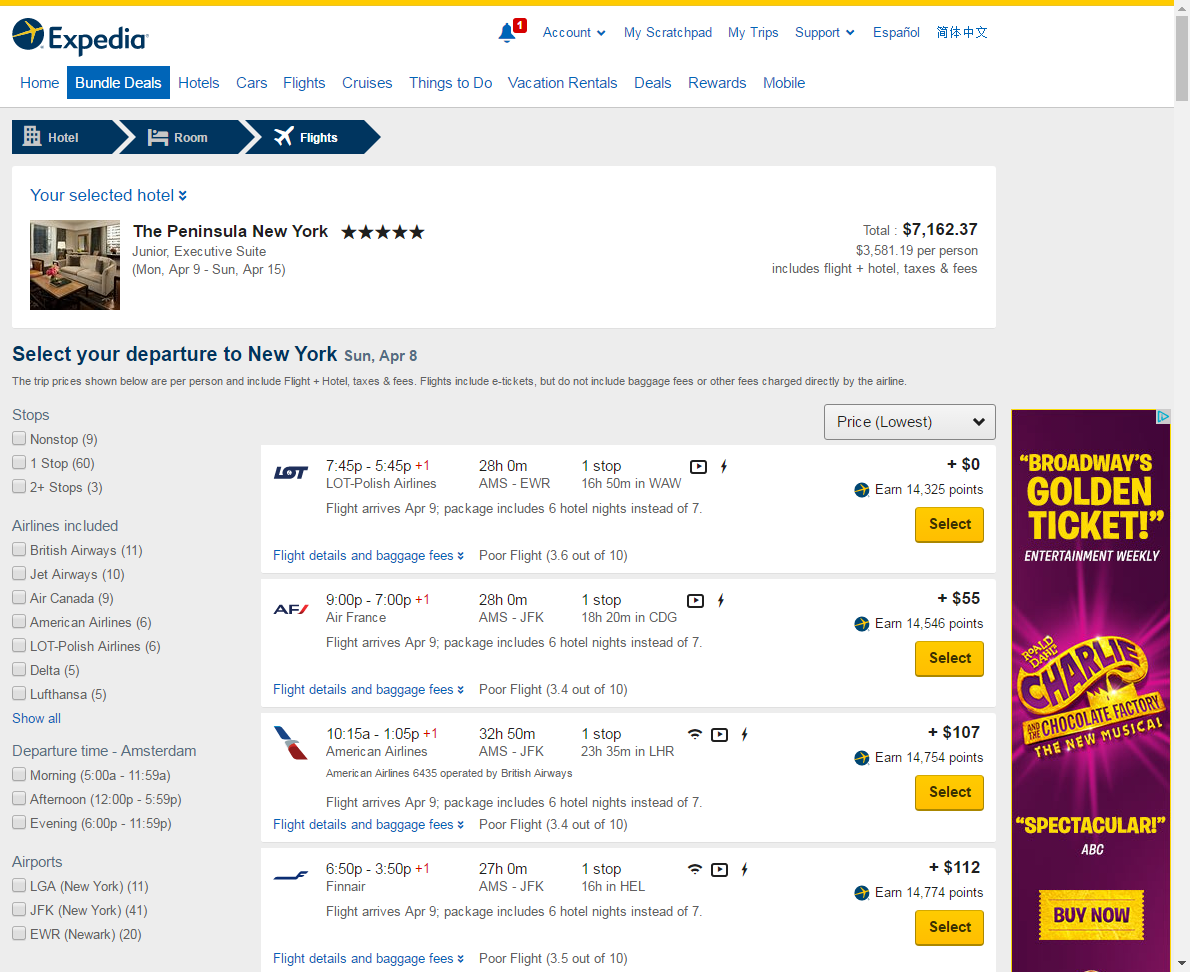 Expedia
1
Account
My Scratchpad
My Trips
Support
Español
简体中文
Home
Bundle Deals
Hotels
Cars
Flights
Cruises
Things to Do
Vacation Rentals
Deals
Rewards
Mobile
Hotel
Room
Flights
Your selected hotel
The Peninsula New York
Junior, Executive Suite
(Mon, Apr 9 - Sun, Apr 15)
Total : $7,162.37
$3,581.19 per person
includes flight + hotel, taxes & fees
Select your departure to New York Sun, Apr 8
The trip prices shown below are per person and include Flight + Hotel, taxes & fees. Flights include e-tickets, but do not include baggage fees or other fees charged directly by the airline.
Stops
Nonstop (9)
1 Stop (60)
2+ Stops (3)
Airlines included
British Airways (11)
Jet Airways (10)
Air Canada (9)
American Airlines (6)
LOT-Polish Airlines (6)
Delta (5)
Lufthansa (5)
Show all
Departure time - Amsterdam
Morning (5:00a - 11:59a)
Afternoon (12:00p - 5:59p)
Evening (6:00p - 11:59p)
Airports
LGA (New York) (11)
JFK (New York) (41)
EWR (Newark) (20)
Price (Lowest)
LOT
7:45p - 5:45p +1
28h 0m
1 stop
+ $0
LOT-Polish Airlines
AMS - EWR
16h 50m in WAW
Earn 14,325 points
Flight arrives Apr 9; package includes 6 hotel nights instead of 7.
Select
Flight details and baggage fees
Poor Flight (3.6 out of 10)
AF
9:00p - 7:00p +1
28h 0m
1 stop
+ $55
Air France
AMS - JFK
18h 20m in CDG
Earn 14,546 points
Flight arrives Apr 9; package includes 6 hotel nights instead of 7.
Select
Flight details and baggage fees
Poor Flight (3.4 out of 10)
10:15a - 1:05p +1
32h 50m
1 stop
+ $107
American Airlines
AMS - JFK
23h 35m in LHR
Earn 14,754 points
American Airlines 6435 operated by British Airways
Flight arrives Apr 9; package includes 6 hotel nights instead of 7.
Select
Flight details and baggage fees
Poor Flight (3.4 out of 10)
6:50p - 3:50p +1
27h 0m
1 stop
+ $112
Finnair
AMS - JFK
16h in HEL
Earn 14,774 points
Flight arrives Apr 9; package includes 6 hotel nights instead of 7.
Select
Flight details and baggage fees
Poor Flight (3.5 out of 10)
“BROADWAY'S
GOLDEN
TICKET!”
ENTERTAINMENT WEEKLY
ROALD
DAHL'S
CHARLIE
AND THE CHOCOLATE FACTORY
THE NEW MUSICAL
“SPECTACULAR!”
ABC
BUY NOW